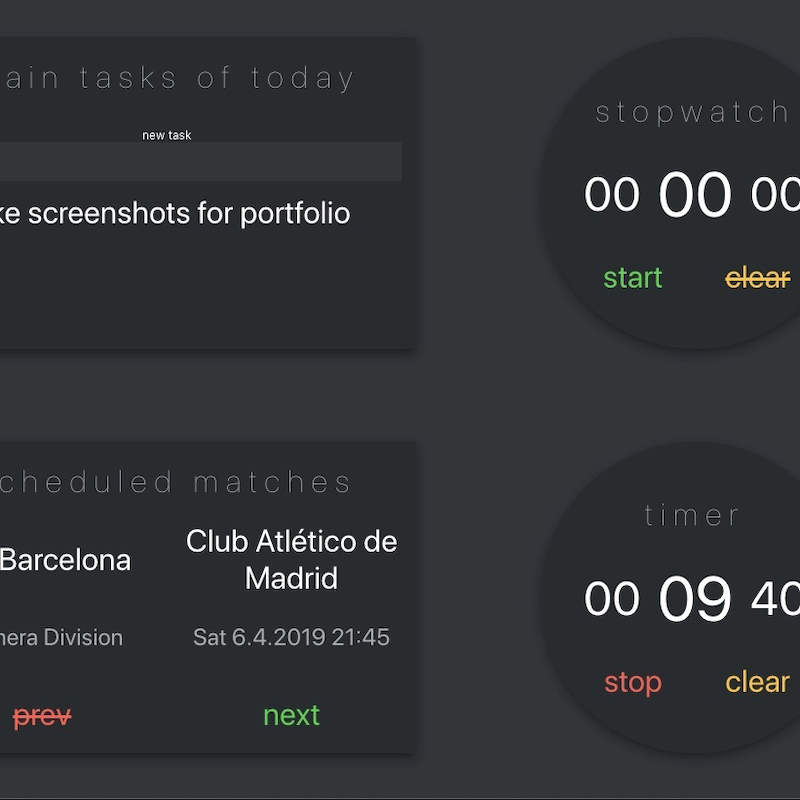 ain tasks of today
new task
ke screenshots for portfolio
stopwatch
00 00 00
start clear
cheduled matches
Barcelona
Club Atlético de
Madrid
nera Division
Sat 6.4.2019 21:45
prev next
timer
00 09 40
stop clear